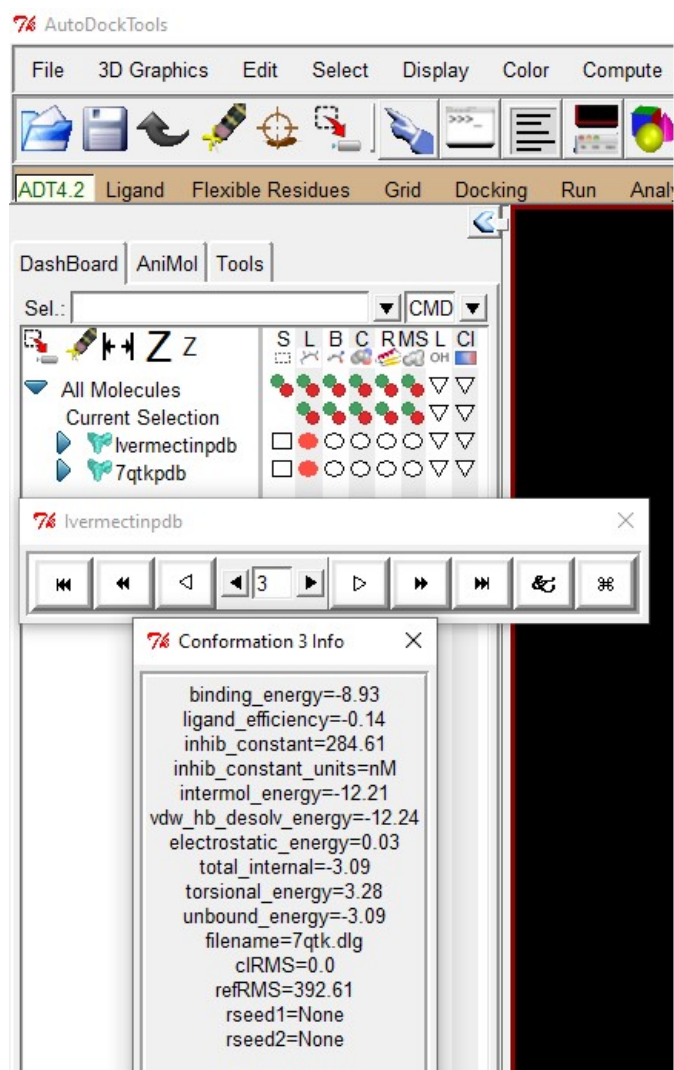 AutoDockTools
File 3D Graphics Edit Select Display Color Compute
>>>_
ADT4.2 Ligand Flexible Residues Grid Docking Run Analy
DashBoard AniMol Tools
Sel.: CMD
Z Z S L B C R MS L Cl
OH
All Molecules
Current Selection
Ivermectinpdb
7qtkpdb
Ivermectinpdb
3
Conformation 3 Info
binding_energy=-8.93
ligand_efficiency=-0.14
inhib_constant=284.61
inhib_constant_units=nM
intermol_energy=-12.21
vdw_hb_desolv_energy=-12.24
electrostatic_energy=0.03
total_internal=-3.09
torsional_energy=3.28
unbound_energy=-3.09
filename=7qtk.dlg
clRMS=0.0
refRMS=392.61
rseed1=None
rseed2=None